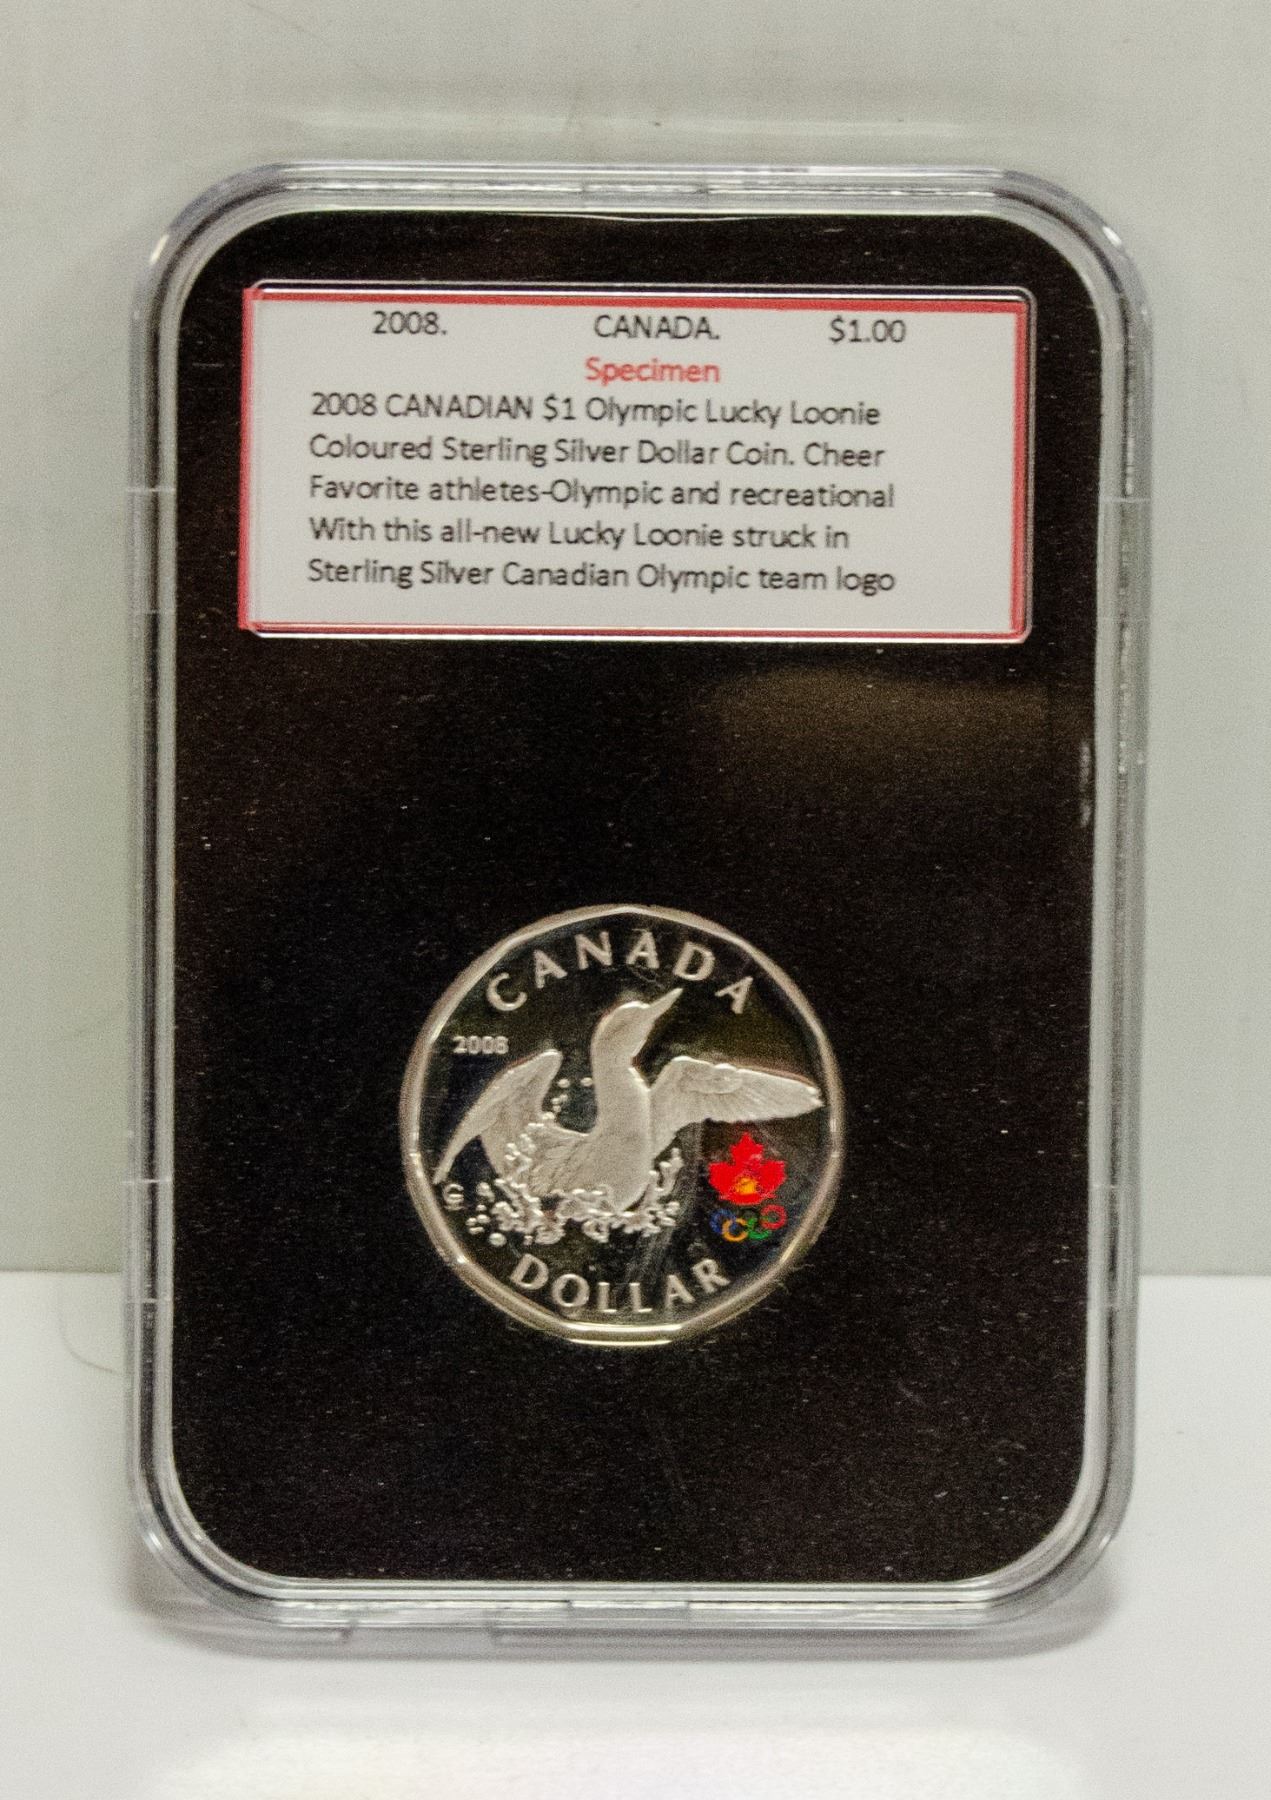 2008. CANADA. $1.00
Specimen
2008 CANADIAN $1 Olympic Lucky Loonie
Coloured Sterling Silver Dollar Coin. Cheer
Favorite athletes-Olympic and recreational
With this all-new Lucky Loonie struck in
Sterling Silver Canadian Olympic team logo
CANADA
2008
DOLLAR